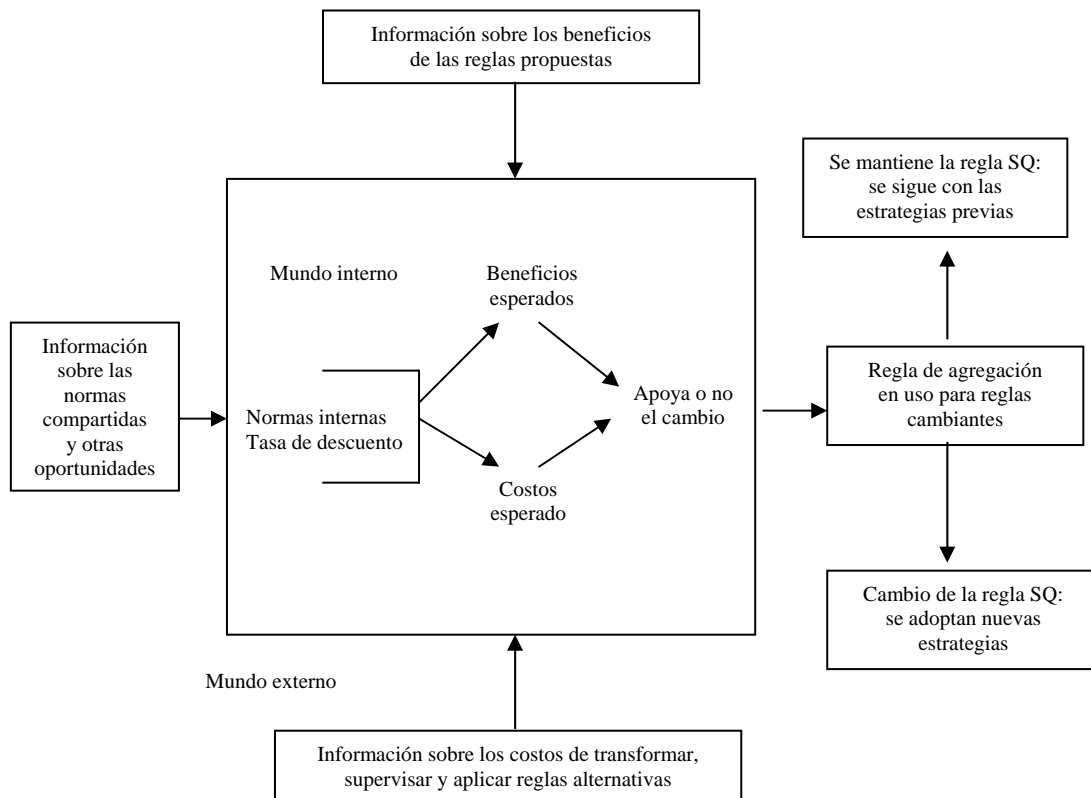 Información sobre los beneficios
de las reglas propuestas
Se mantiene la regla SQ:
se sigue con las
estrategias previas
Mundo interno
Beneficios
esperados
Información
sobre las
normas
compartidas
y otras
oportunidades
Normas internas
Tasa de descuento
Apoya o no
el cambio
Regla de agregación
en uso para reglas
cambiantes
Costos
esperado
Cambio de la regla SQ:
se adoptan nuevas
estrategias
Mundo externo
Información sobre los costos de transformar,
supervisar y aplicar reglas alternativas